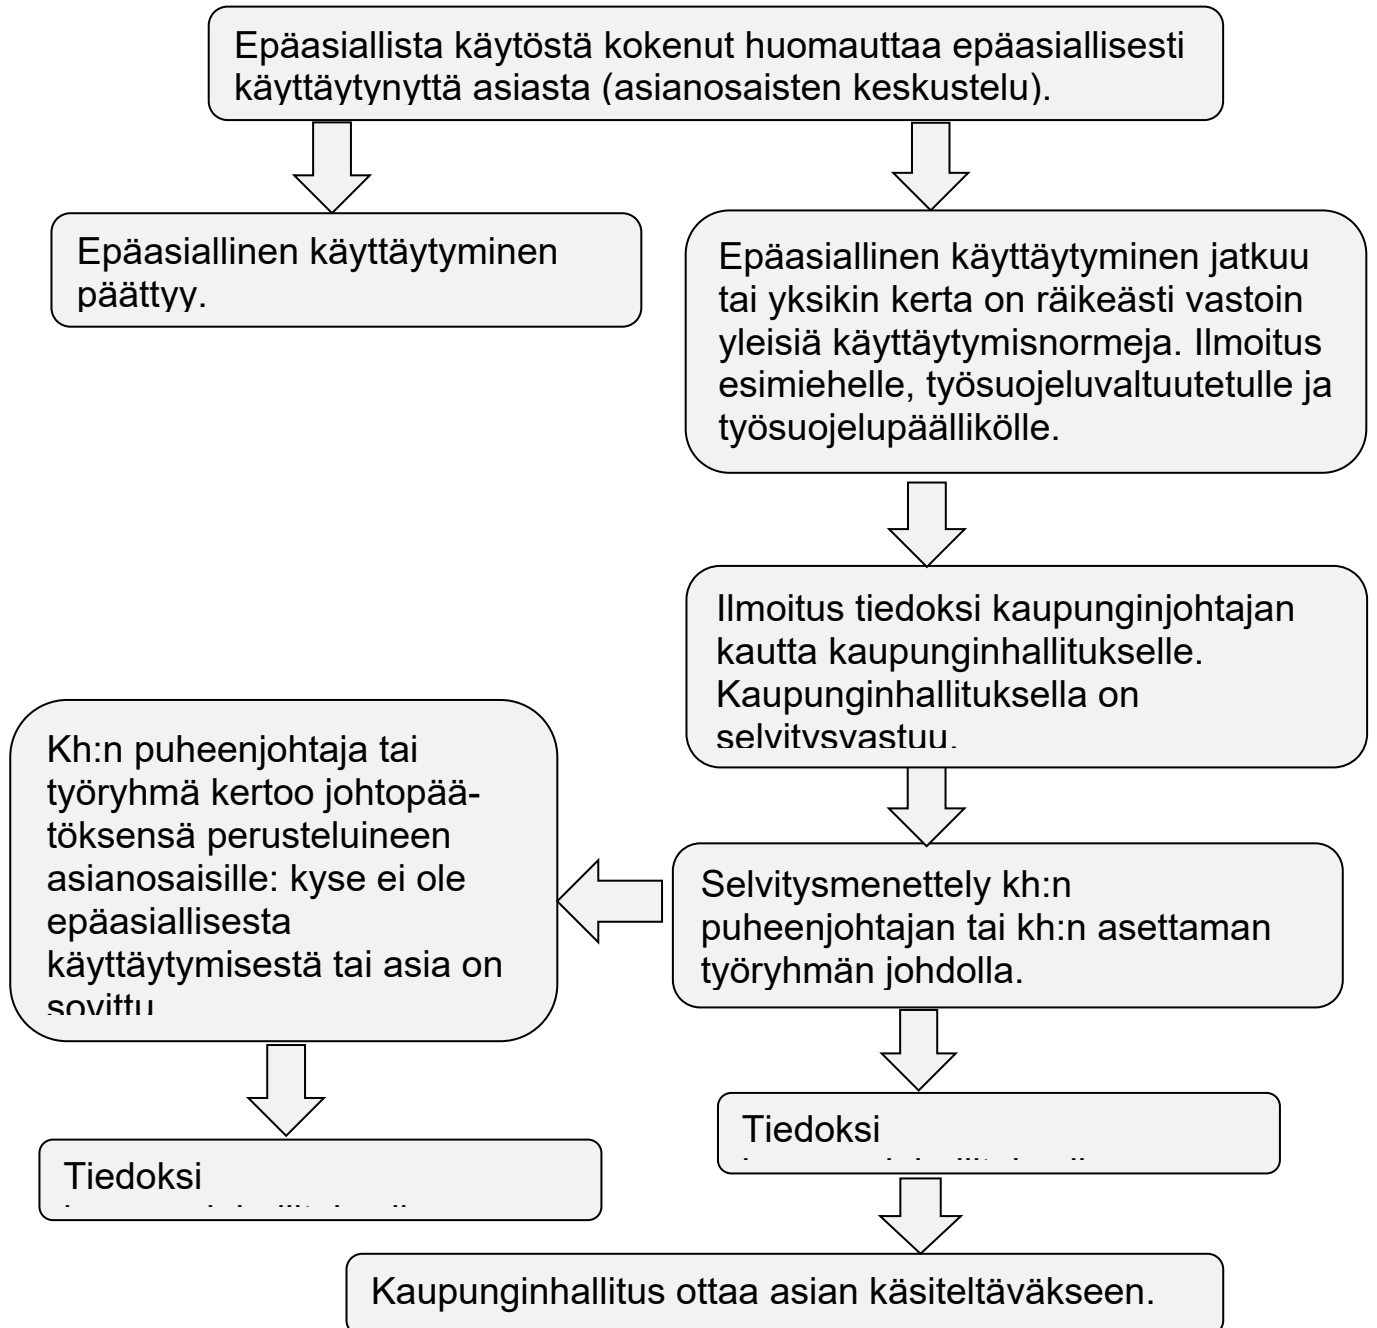 Epäasiallista käytöstä kokenut huomauttaa epäasiallisesti
käyttäytynyttä asiasta (asianosaisten keskustelu).
Epäasiallinen käyttäytyminen
päättyy.
Epäasiallinen käyttäytyminen jatkuu
tai yksikin kerta on räikeästi vastoin
yleisiä käyttäytymisnormeja. Ilmoitus
esimiehelle, työsuojeluvaltuutetulle ja
työsuojelupäällikölle.
Ilmoitus tiedoksi kaupunginjohtajan
kautta kaupunginhallitukselle.
Kaupunginhallituksella on
selvitysvastuu.
Kh:n puheenjohtaja tai
työryhmä kertoo johtopää-
töksensä perusteluineen
asianosaisille: kyse ei ole
epäasiallisesta
käyttäytymisestä tai asia on
sovittu
Selvitysmenettely kh:n
puheenjohtajan tai kh:n asettaman
työryhmän johdolla.
Tiedoksi
Tiedoksi
Kaupunginhallitus ottaa asian käsiteltäväkseen.